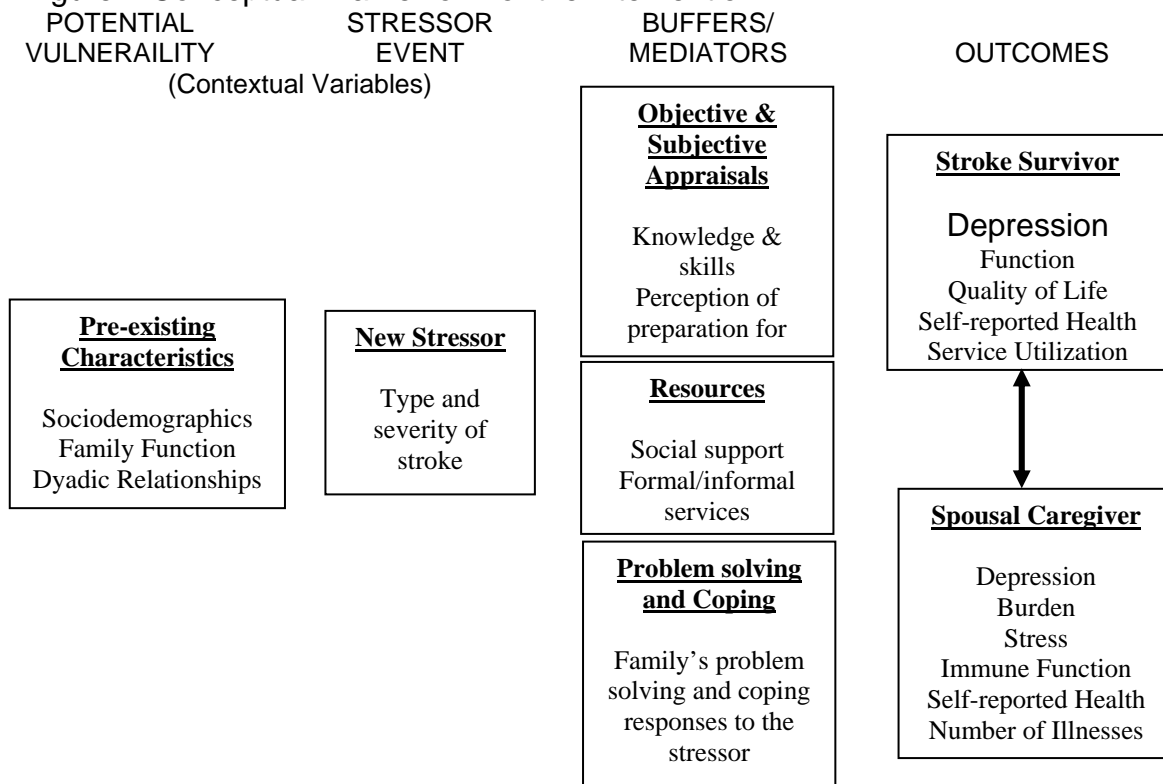 POTENTIAL
VULNERAILITY
STRESSOR
EVENT
(Contextual Variables)
BUFFERS/
MEDIATORS
OUTCOMES
Pre-existing
Characteristics
Sociodemographics
Family Function
Dyadic Relationships
New Stressor
Type and
severity of
stroke
Objective &
Subjective
Appraisals
Knowledge &
skills
Perception of
preparation for
Resources
Social support
Formal/informal
services
Problem solving
and Coping
Family’s problem
solving and coping
responses to the
stressor
Stroke Survivor
Depression
Function
Quality of Life
Self-reported Health
Service Utilization
Spousal Caregiver
Depression
Burden
Stress
Immune Function
Self-reported Health
Number of Illnesses